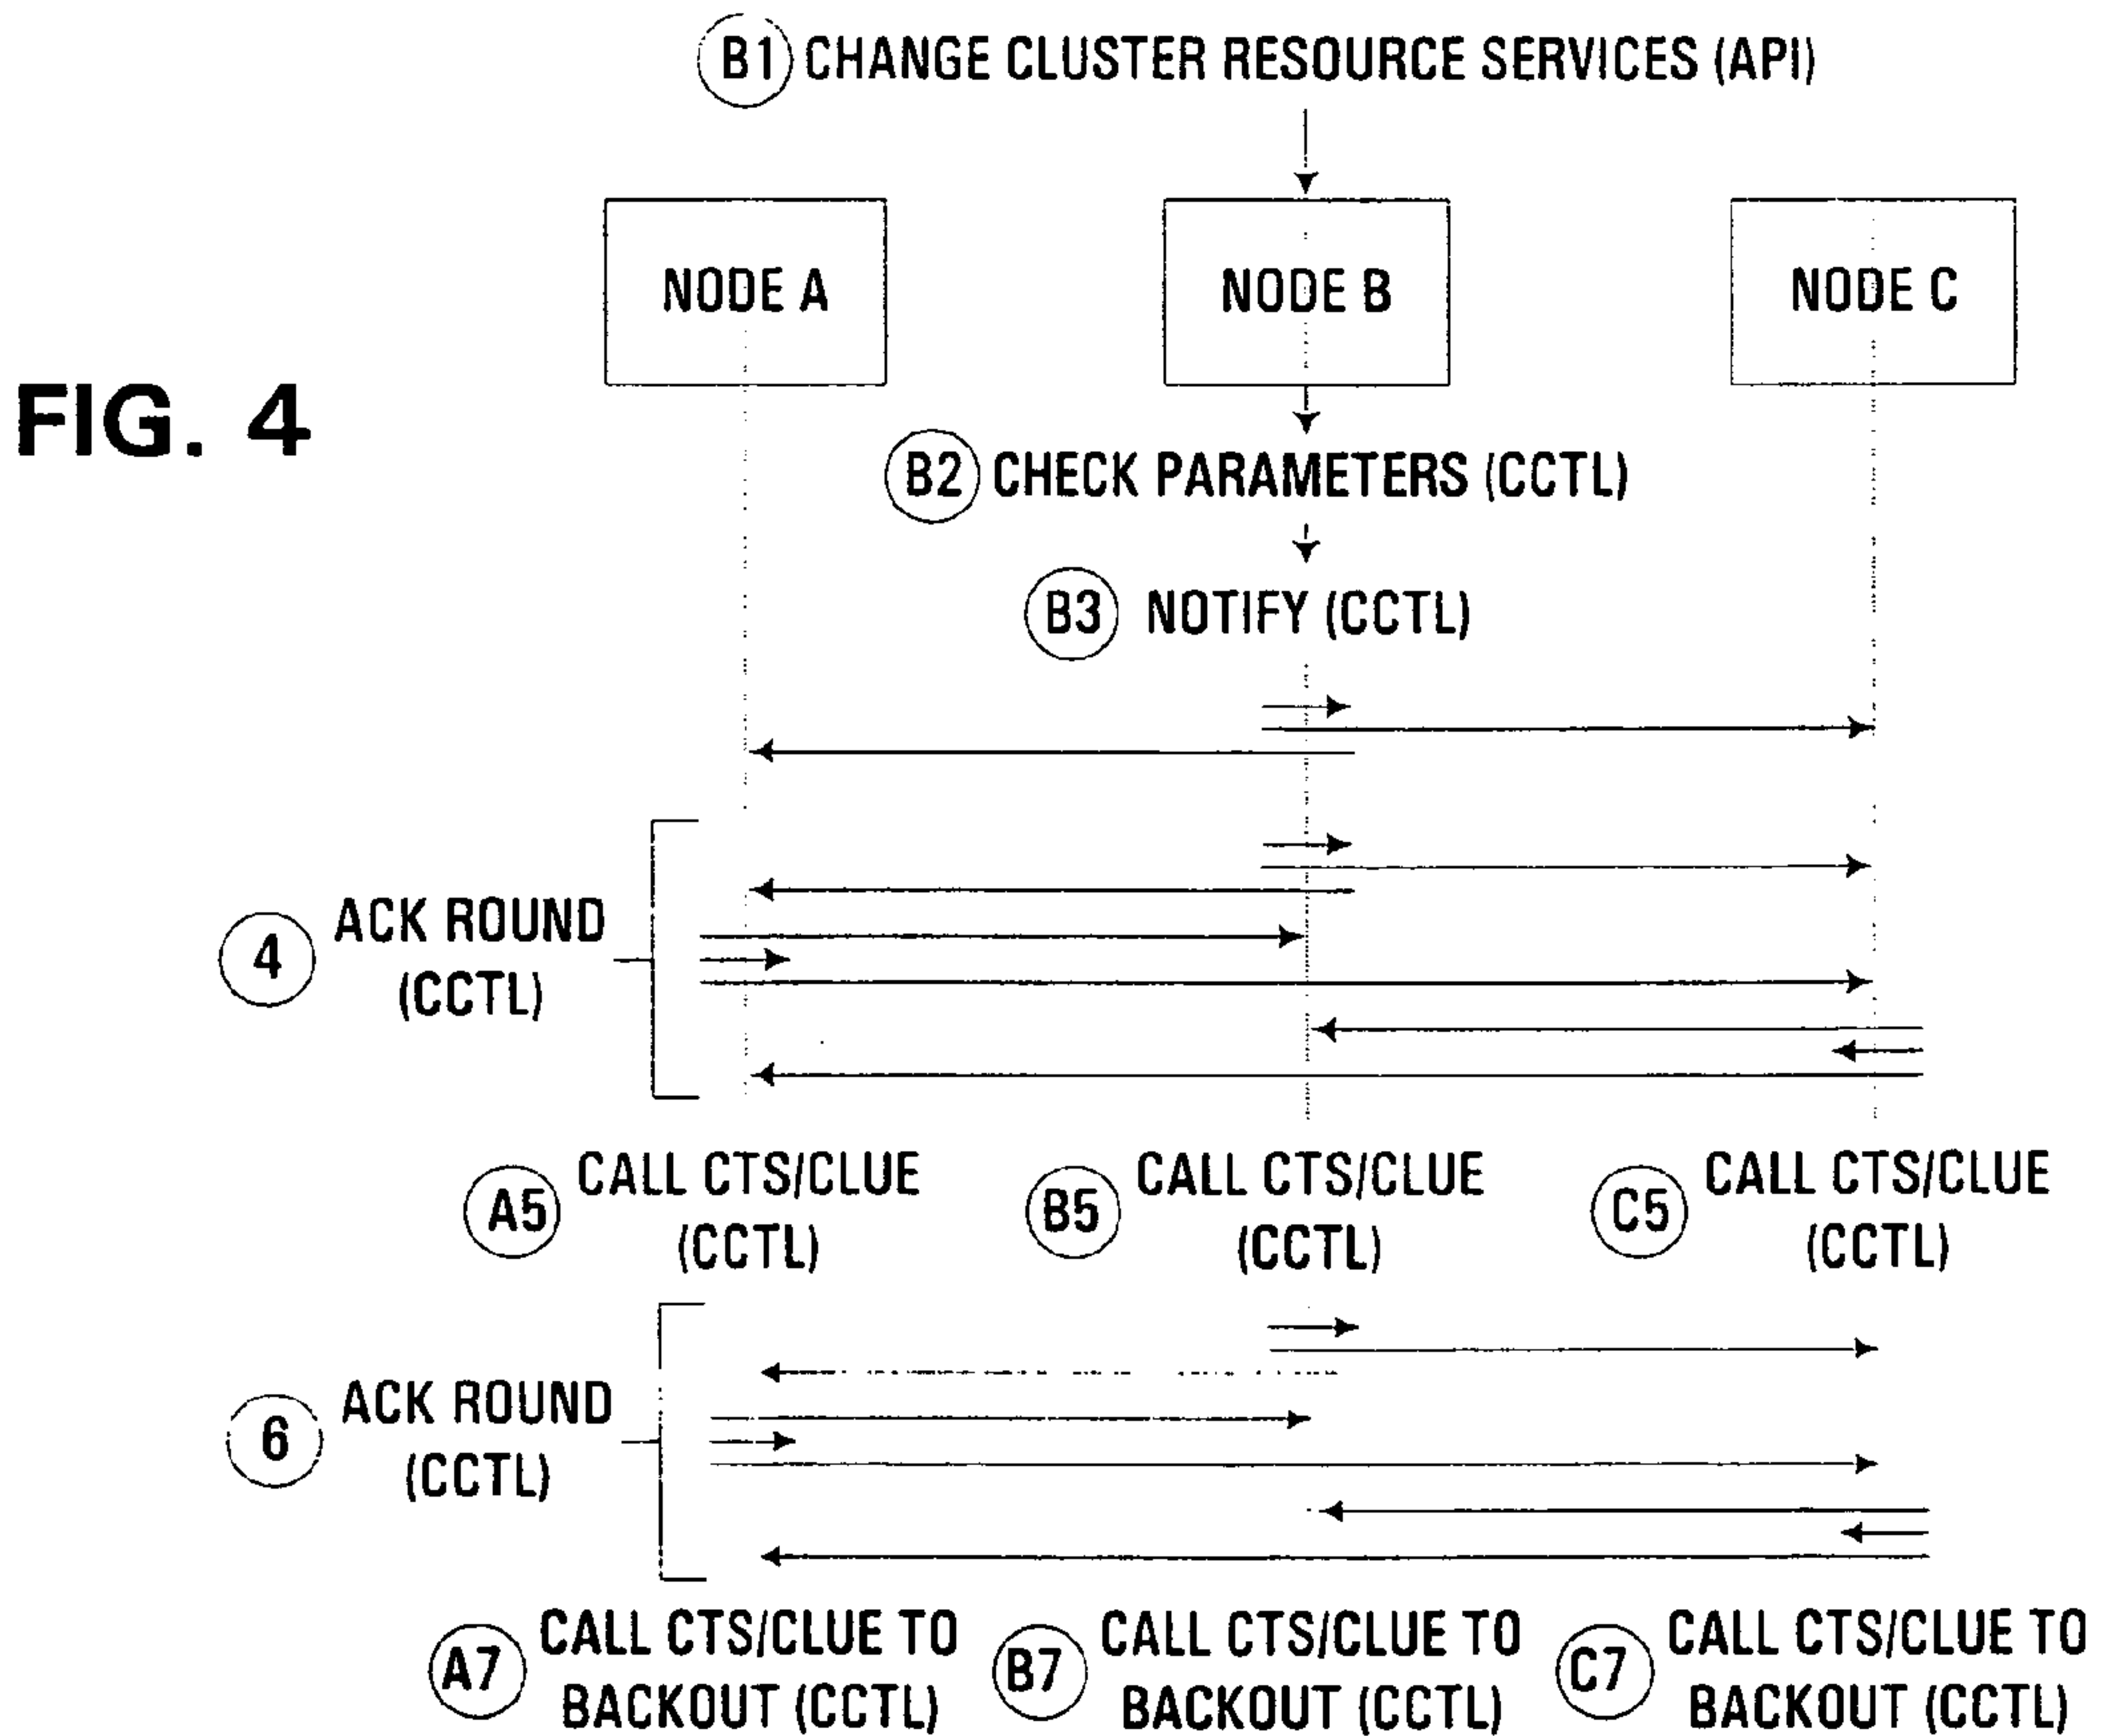 B1 CHANGE CLUSTER RESOURCE SERVICES (API)
NODE A
NODE B
NODE C
FIG. 4
B2 CHECK PARAMETERS (CCTL)
B3 NOTIFY (CCTL)
4 ACK ROUND
(CCTL)
A5 CALL CTS/CLUE
(CCTL)
B5 CALL CTS/CLUE
(CCTL)
C5 CALL CTS/CLUE
(CCTL)
6 ACK ROUND
(CCTL)
A7 CALL CTS/CLUE TO
BACKOUT (CCTL)
B7 CALL CTS/CLUE TO
BACKOUT (CCTL)
C7 CALL CTS/CLUE TO
BACKOUT (CCTL)